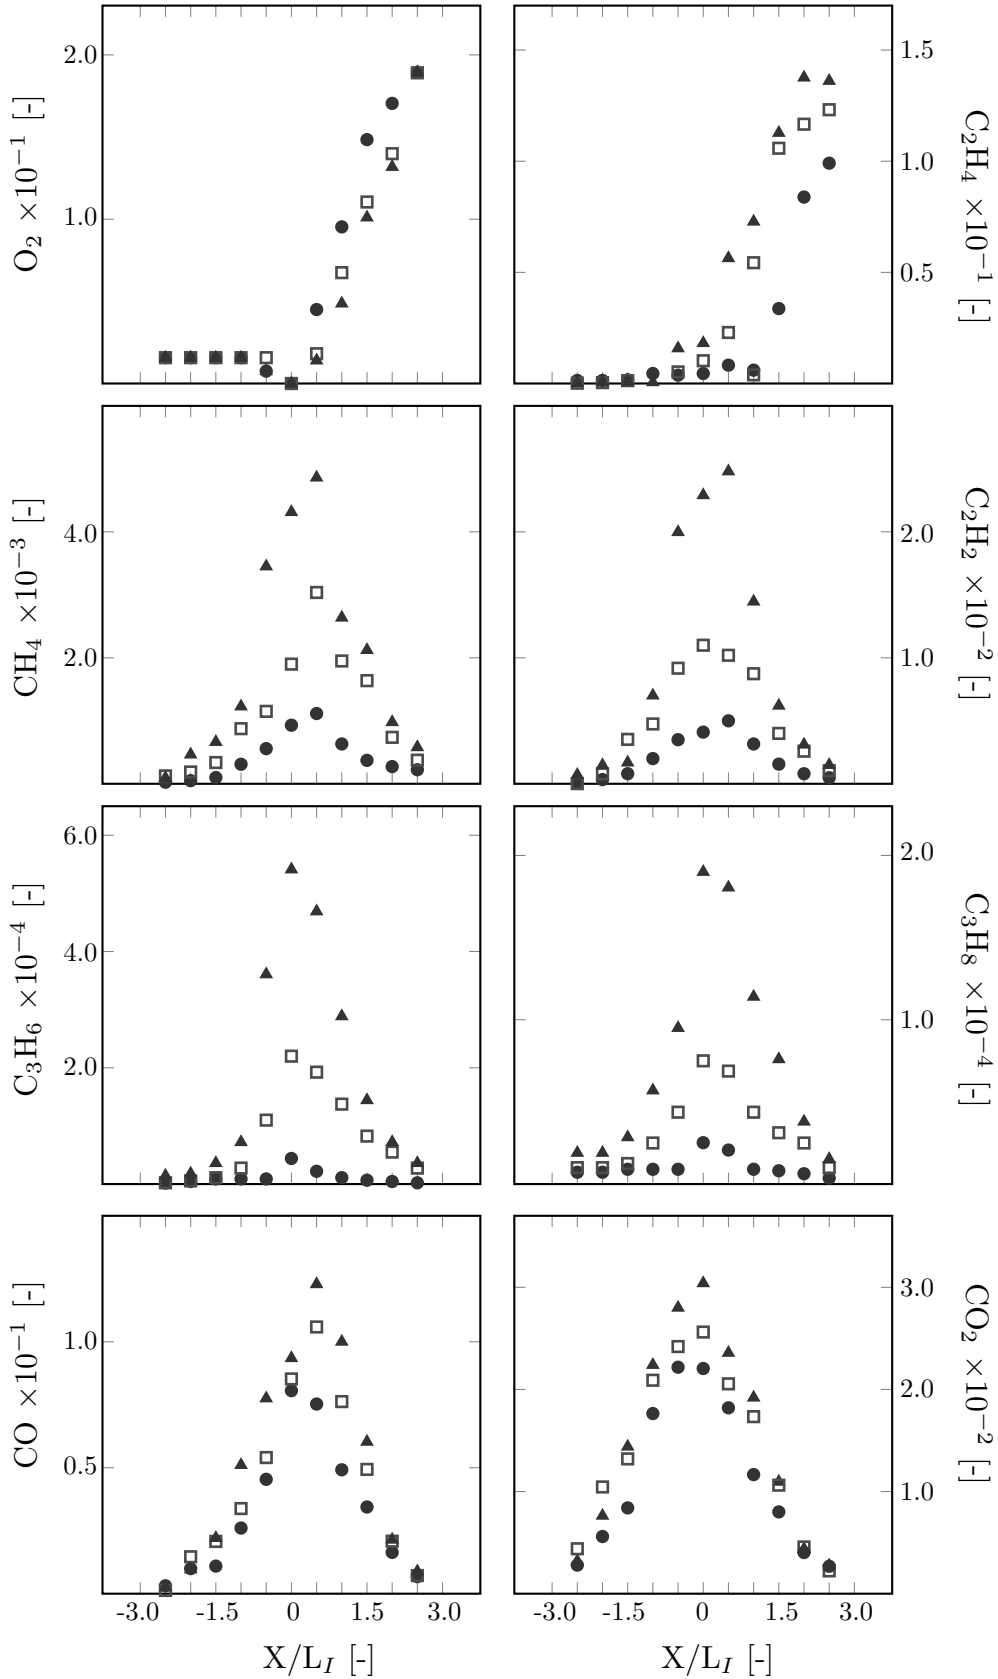 O₂ ×10⁻¹ [-]
2.0
1.0
C₂H₄ ×10⁻¹ [-]
1.5
1.0
0.5
CH₄ ×10⁻³ [-]
4.0
2.0
C₂H₂ ×10⁻² [-]
2.0
1.0
C₃H₆ ×10⁻⁴ [-]
6.0
4.0
2.0
C₃H₈ ×10⁻⁴ [-]
2.0
1.0
CO ×10⁻¹ [-]
1.0
0.5
CO₂ ×10⁻² [-]
3.0
2.0
1.0
-3.0 -1.5 0 1.5 3.0
X/L_I [-]
-3.0 -1.5 0 1.5 3.0
X/L_I [-]